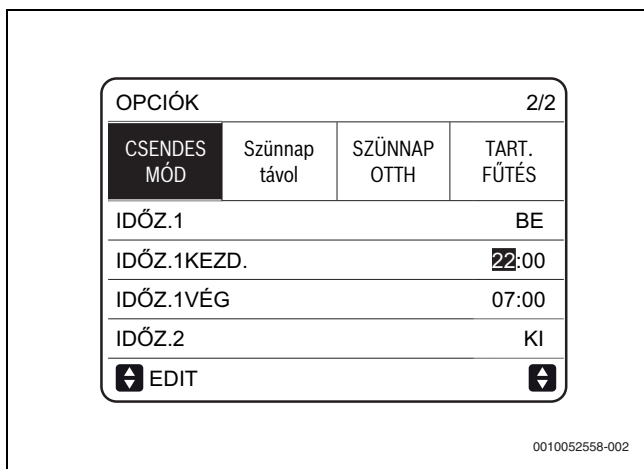 OPCIÓK 2/2
CSENDES MÓD Szünnap távol SZÜNNAP OTTH TART. FŰTÉS
IDŐZ.1 BE
IDŐZ.1KEZD. 22:00
IDŐZ.1VÉG 07:00
IDŐZ.2 KI
EDIT
0010052558-002